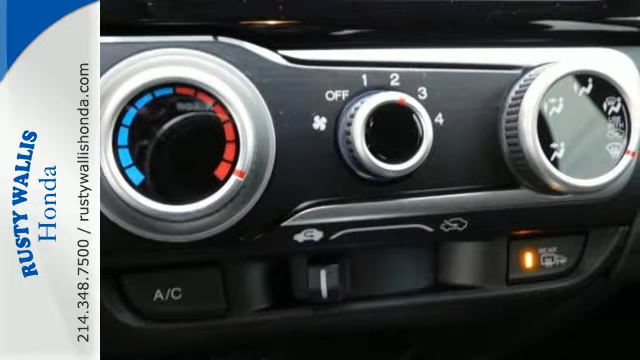 RUSTY WALLIS
Honda
214.348.7500 / rustywallishonda.com
OFF 1 2 3 4
A/C
REAR